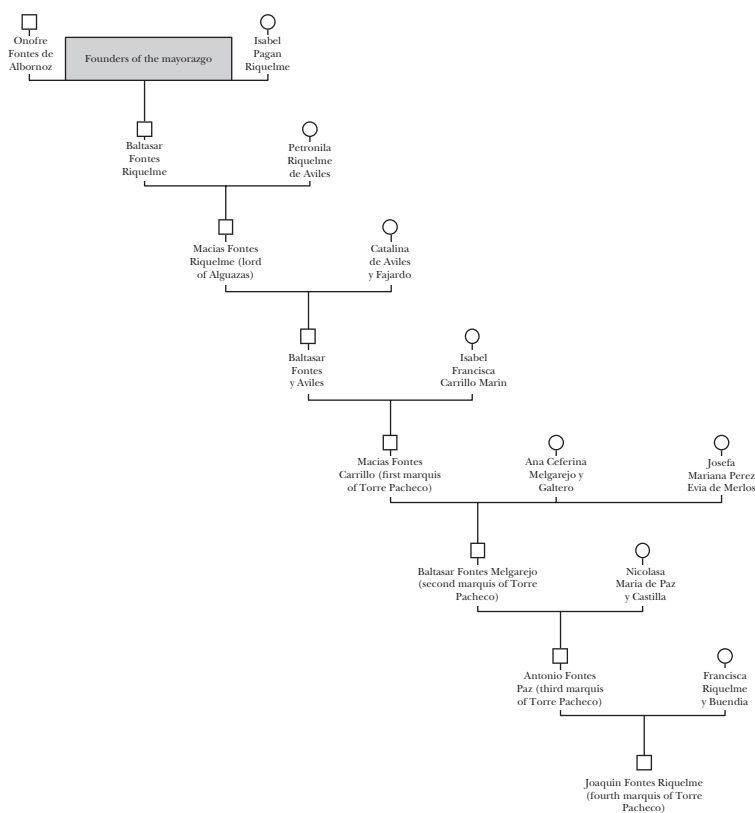 Onofre
Fontes de
Albornoz
Founders of the mayorazgo
Isabel
Pagan
Riquelme
Baltasar
Fontes
Riquelme
Petronila
Riquelme
de Aviles
Macias Fontes
Riquelme (lord
of Alguazas)
Catalina
de Aviles
y Fajardo
Baltasar
Fontes
y Aviles
Isabel
Francisca
Carrillo Marin
Macias Fontes
Carrillo (first marquis
of Torre Pacheco)
Ana Ceferina
Melgarejo y
Galtero
Josefa
Mariana Perez
Evia de Merlos
Baltasar Fontes Melgarejo
(second marquis of Torre
Pacheco)
Nicolasa
Maria de Paz
y Castilla
Antonio Fontes
Paz (third marquis
of Torre Pacheco)
Francisca
Riquelme
y Buendia
Joaquin Fontes Riquelme
(fourth marquis of Torre
Pacheco)